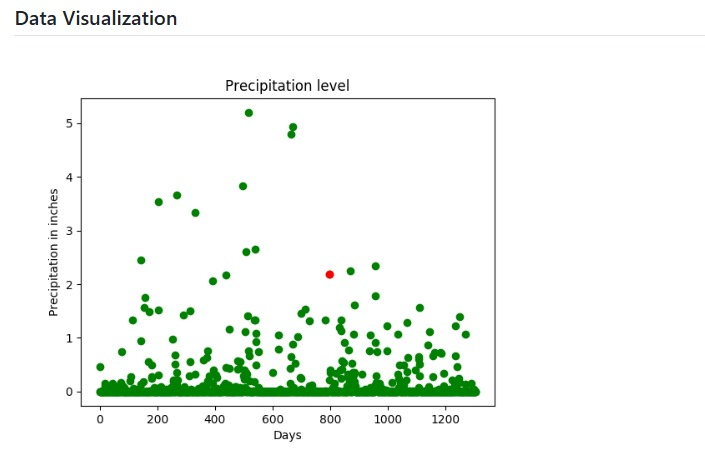 Data Visualization
Precipitation level
Precipitation in inches
5
4
3
2
1
0
0 200 400 600 800 1000 1200
Days